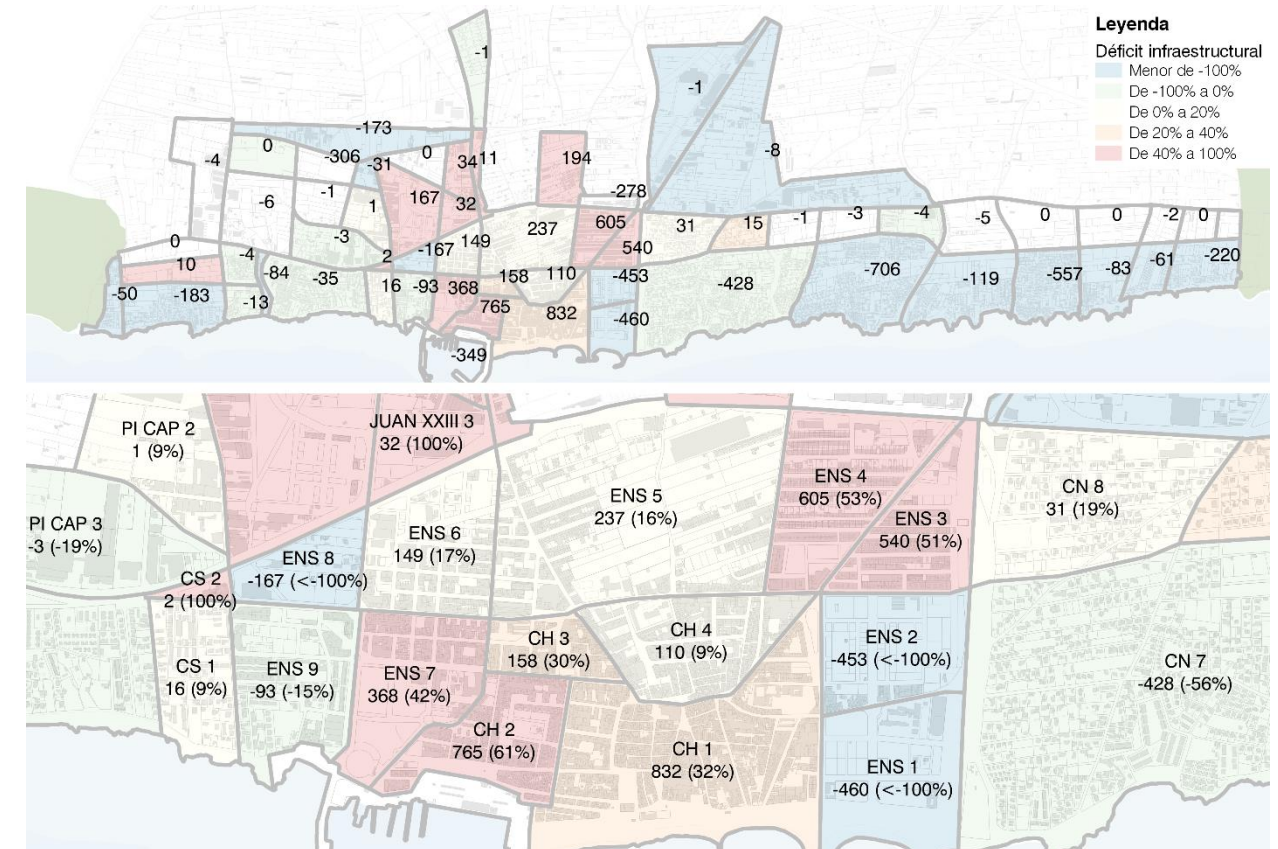 Leyenda
Déficit infraestructural
Menor de -100%
De -100% a 0%
De 0% a 20%
De 20% a 40%
De 40% a 100%
-1
-1
-173
0
-306
-31
0
34
11
194
-8
-4
-6
-1
1
167
32
-278
605
31
15
-1
-3
-4
-5
0
0
-2
0
0
-4
-3
2
-167
149
237
540
10
-84
-35
16
-93
368
158
110
-453
-428
-706
-119
-557
-83
-61
-220
-50
-183
-13
765
832
-460
-349
PI CAP 2
1 (9%)
JUAN XXIII 3
32 (100%)
ENS 5
237 (16%)
ENS 4
605 (53%)
ENS 3
540 (51%)
CN 8
31 (19%)
PI CAP 3
-3 (-19%)
ENS 8
-167 (<-100%)
ENS 6
149 (17%)
CS 2
2 (100%)
CH 3
158 (30%)
CH 4
110 (9%)
ENS 2
-453 (<-100%)
CS 1
16 (9%)
ENS 9
-93 (-15%)
ENS 7
368 (42%)
CN 7
-428 (-56%)
CH 2
765 (61%)
CH 1
832 (32%)
ENS 1
-460 (<-100%)